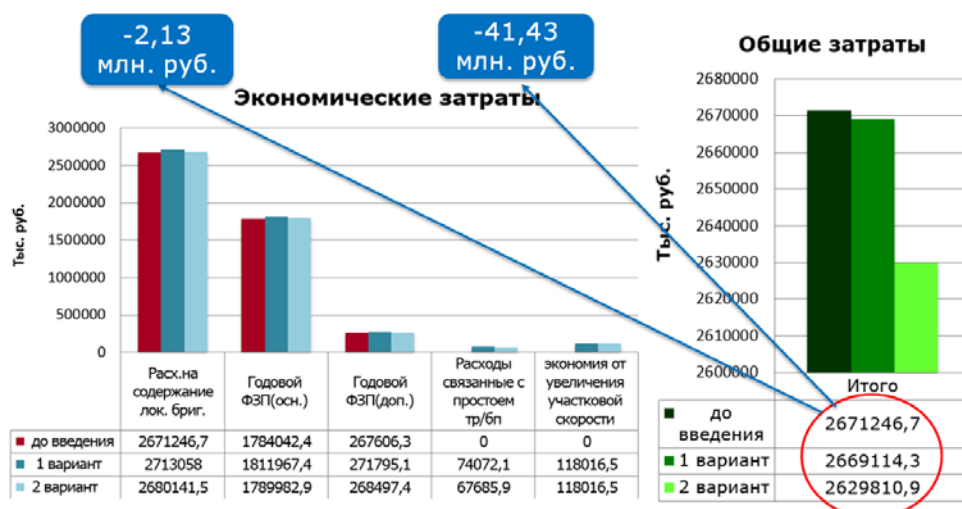 -2,13
млн. руб.
-41,43
млн. руб.
Экономические затраты
Тыс. руб.
3000000
2500000
2000000
1500000
1000000
500000
0
Расх.на содержание лок. бриг.
Годовой ФЗП(осн.)
Годовой ФЗП(доп.)
Расходы связанные с простоем тр/бп
экономия от увеличения участковой скорости
до введения 2671246,7 1784042,4 267606,3 0 0
1 вариант 2713058 1811967,4 271795,1 74072,1 118016,5
2 вариант 2680141,5 1789982,9 268497,4 67685,9 118016,5
Общие затраты
Тыс. руб.
2680000
2670000
2660000
2650000
2640000
2630000
2620000
2610000
2600000
Итого
до введения 2671246,7
1 вариант 2669114,3
2 вариант 2629810,9